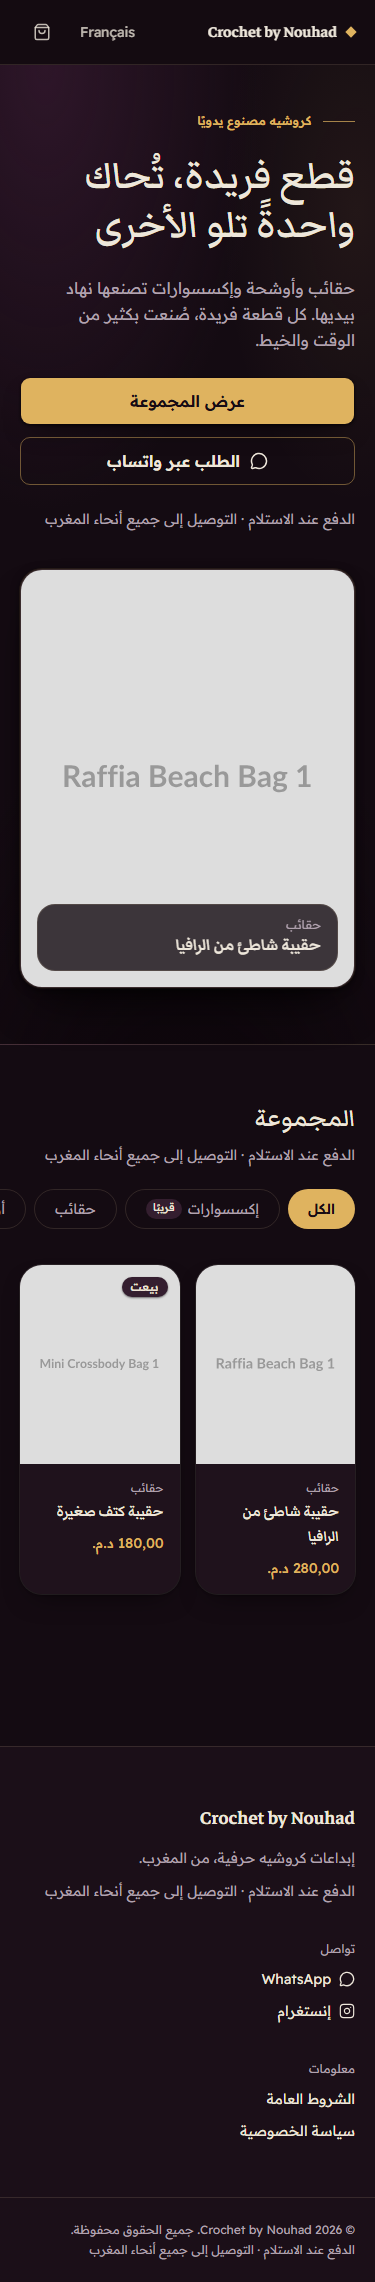 Crochet by Nouhad
Français
كروشيه مصنوع يدويًا
قطع فريدة، تُحاك
واحدةً تلو الأخرى
حقائب وأوشحة وإكسسوارات تصنعها نهاد
بيديها. كل قطعة فريدة، صُنعت بكثير من
الوقت والخيط.
عرض المجموعة
الطلب عبر واتساب
الدفع عند الاستلام · التوصيل إلى جميع أنحاء المغرب
Raffia Beach Bag 1
حقائب
حقيبة شاطئ من الرافيا
المجموعة
الدفع عند الاستلام · التوصيل إلى جميع أنحاء المغرب
الكل
إكسسوارات قريبًا
حقائب
Raffia Beach Bag 1
حقائب
حقيبة شاطئ من
الرافيا
280,00 د.م.
بيعت
Mini Crossbody Bag 1
حقائب
حقيبة كتف صغيرة
180,00 د.م.
Crochet by Nouhad
إبداعات كروشيه حرفية، من المغرب.
الدفع عند الاستلام · التوصيل إلى جميع أنحاء المغرب
تواصل
WhatsApp
إنستغرام
معلومات
الشروط العامة
سياسة الخصوصية
© 2026 Crochet by Nouhad. جميع الحقوق محفوظة.
الدفع عند الاستلام · التوصيل إلى جميع أنحاء المغرب